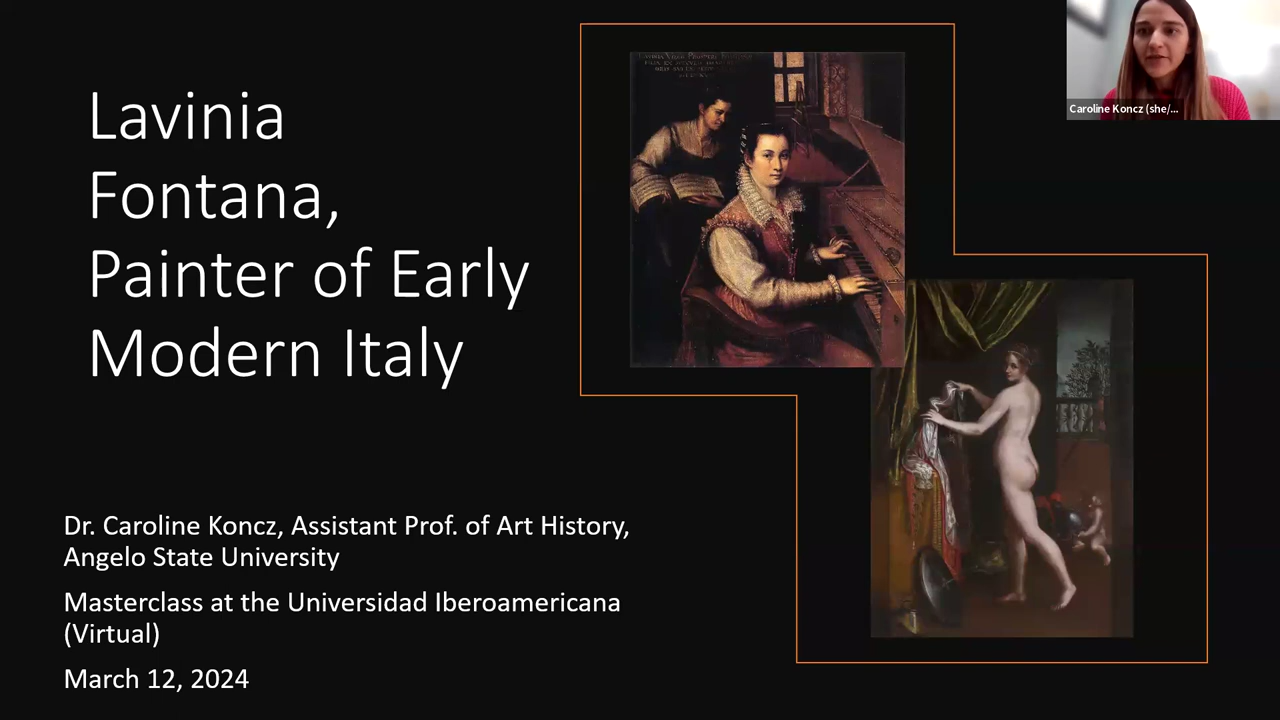 Lavinia
Fontana,
Painter of Early
Modern Italy
Dr. Caroline Koncz, Assistant Prof. of Art History,
Angelo State University
Masterclass at the Universidad Iberoamericana
(Virtual)
March 12, 2024
Caroline Koncz (she/...